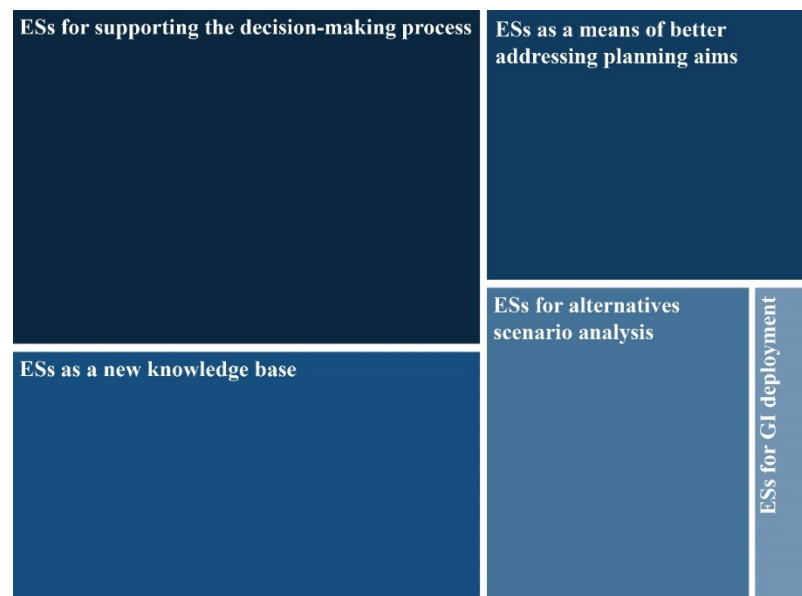 ESs for supporting the decision-making process
ESs as a means of better
addressing planning aims
ESs as a new knowledge base
ESs for alternatives
scenario analysis
ESs for GI deployment